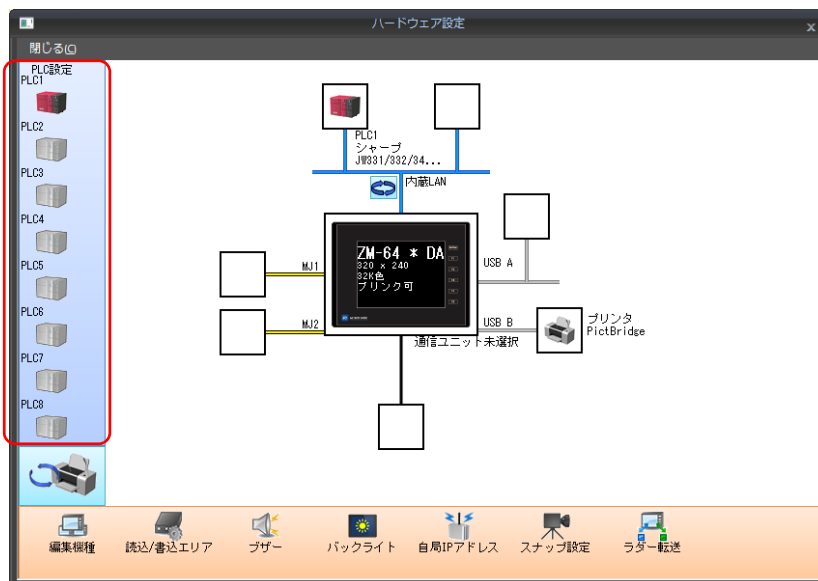 ハードウェア設定
閉じる(C)
PLC設定
PLC1
PLC2
PLC3
PLC4
PLC5
PLC6
PLC7
PLC8
PLC1
シャープ
JW331/332/34...
内蔵LAN
ZM-64 * DA
320 x 240
32K色
ブリンク可
MJ1
MJ2
USB A
USB B
プリンタ
PictBridge
通信ユニット未選択
編集機種
読込/書込エリア
ブザー
バックライト
自局IPアドレス
スナップ設定
ラダー転送